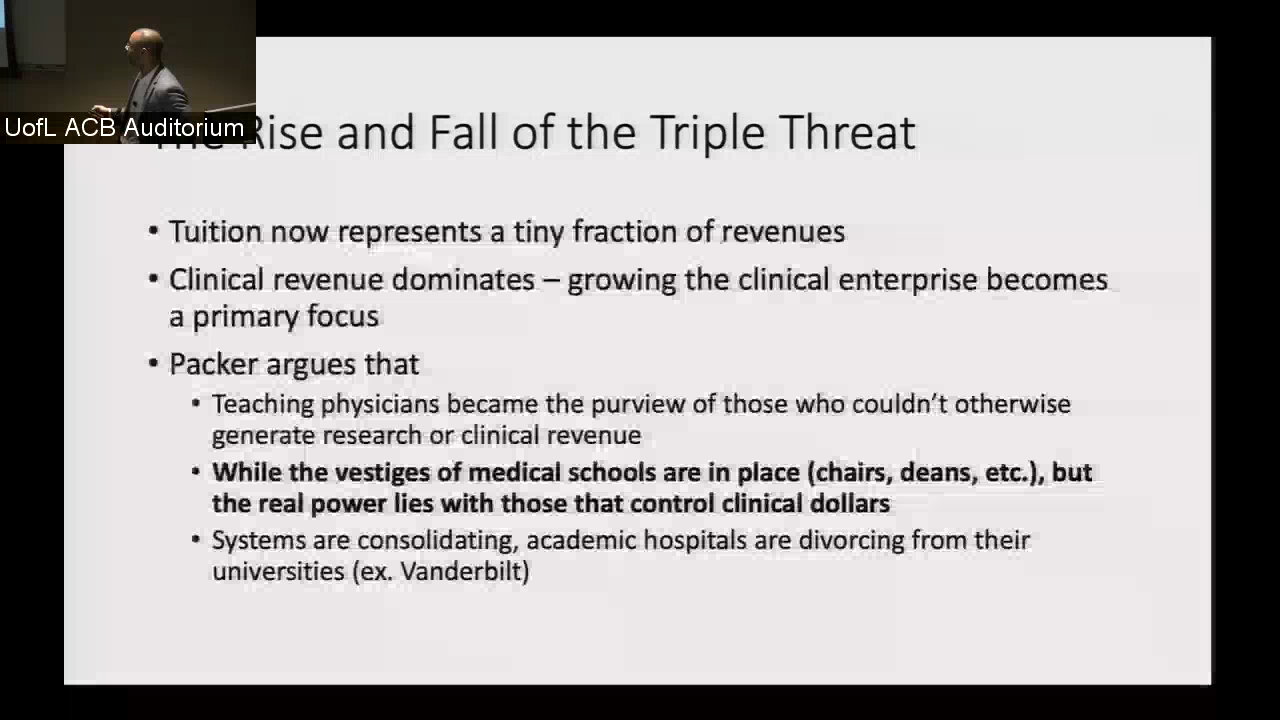 UofL ACB Auditorium
The Rise and Fall of the Triple Threat
• Tuition now represents a tiny fraction of revenues
• Clinical revenue dominates – growing the clinical enterprise becomes
a primary focus
• Packer argues that
• Teaching physicians became the purview of those who couldn't otherwise
generate research or clinical revenue
• While the vestiges of medical schools are in place (chairs, deans, etc.), but
the real power lies with those that control clinical dollars
• Systems are consolidating, academic hospitals are divorcing from their
universities (ex. Vanderbilt)